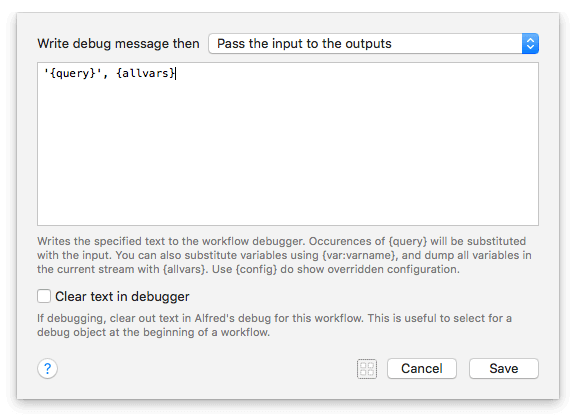 Write debug message then Pass the input to the outputs
'{query}', {allvars}
Writes the specified text to the workflow debugger. Occurences of {query} will be substituted
with the input. You can also substitute variables using {var:varname}, and dump all variables in
the current stream with {allvars}. Use {config} do show overridden configuration.
Clear text in debugger
If debugging, clear out text in Alfred's debug for this workflow. This is useful to select for a
debug object at the beginning of a workflow.
? Cancel Save